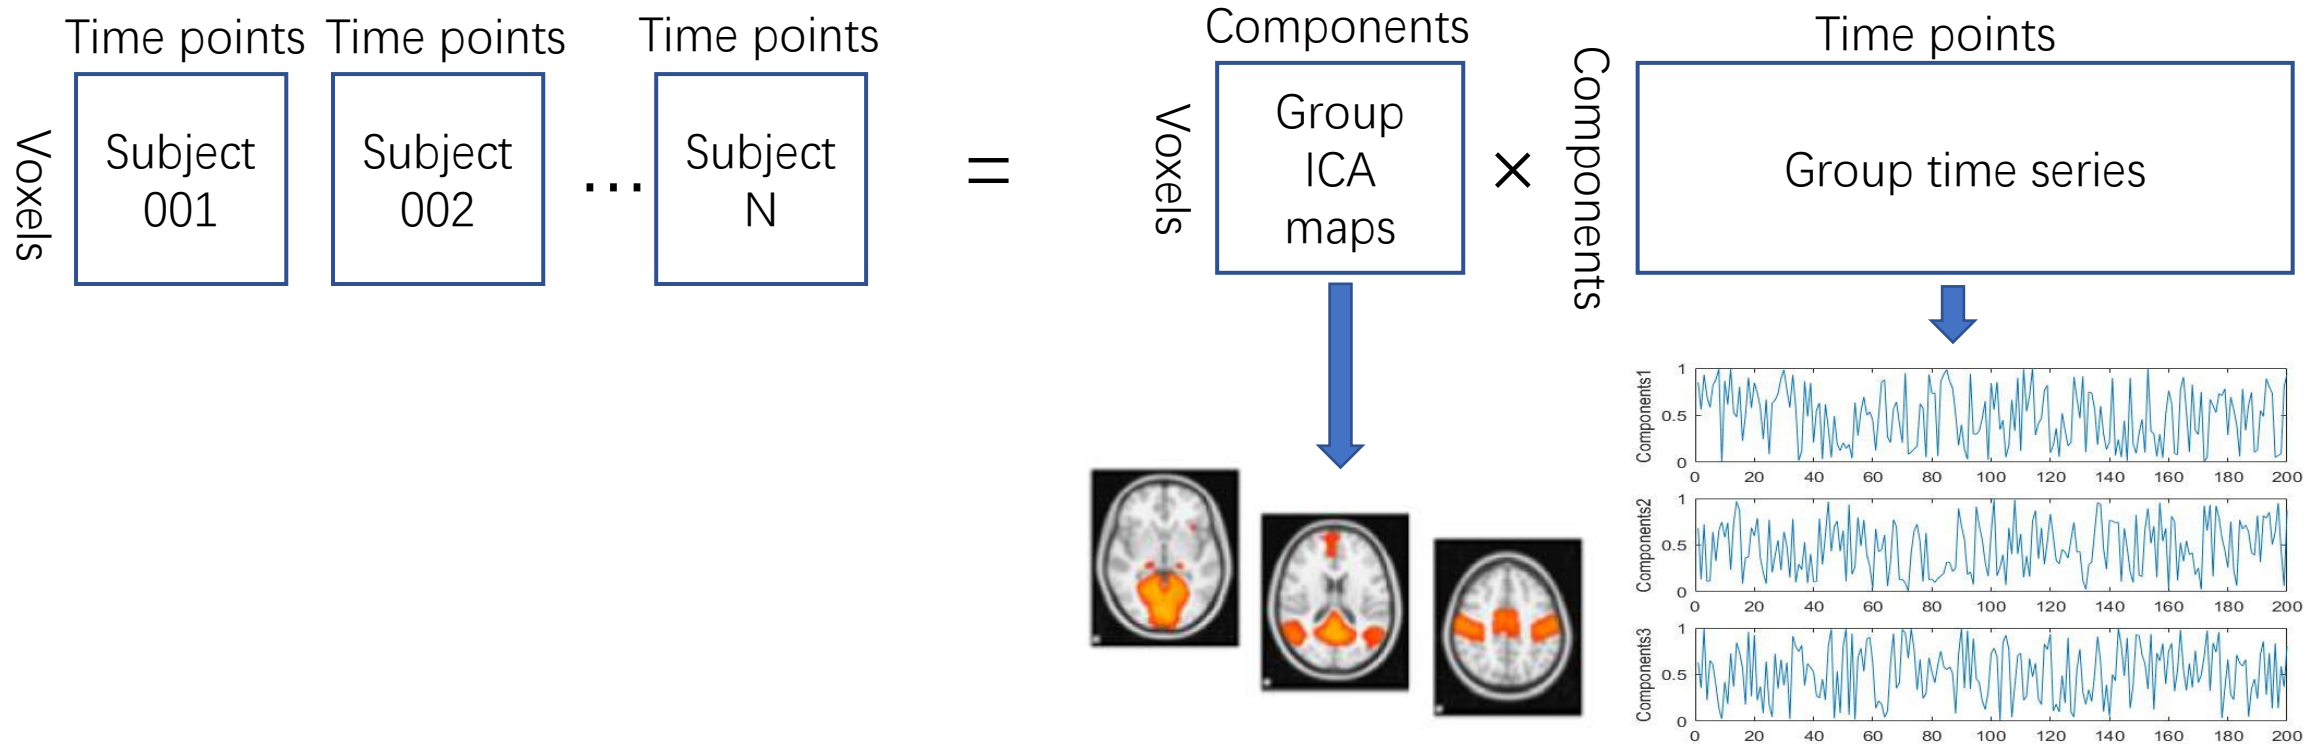 Time points
Time points
Time points
Voxels
Subject
001
Subject
002
...
Subject
N
=
Components
Voxels
Group
ICA
maps
×
Time points
Components
Group time series
Components1
1
0.5
0
0 20 40 60 80 100 120 140 160 180 200
Components2
1
0.5
0
0 20 40 60 80 100 120 140 160 180 200
Components3
1
0.5
0
0 20 40 60 80 100 120 140 160 180 200